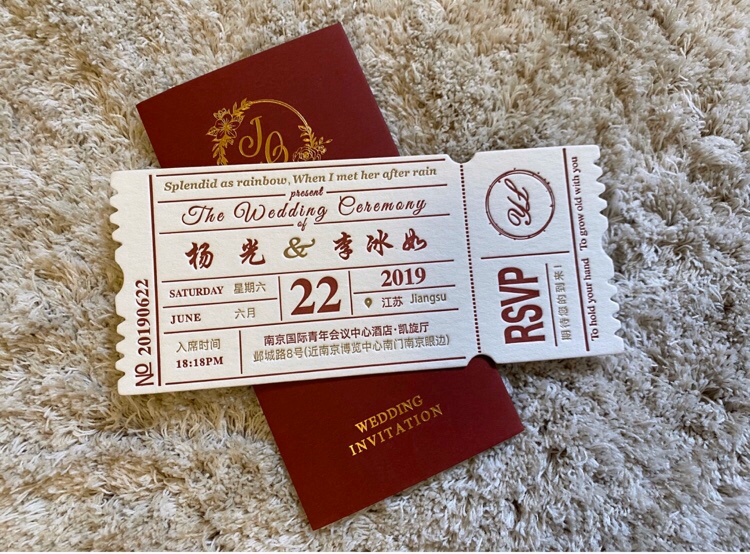 JQ
Splendid as rainbow, When I met her after rain
present
The Wedding Ceremony
of
杨光 & 李冰如
SATURDAY 星期六
JUNE 六月
22
2019
江苏 Jiangsu
入席时间
18:18PM
南京国际青年会议中心酒店·凯旋厅
邺城路8号(近南京博览中心南门南京眼边)
№ 20190622
YL
RSVP
期待您的到来!
To hold your hand To grow old with you
WEDDING
INVITATION